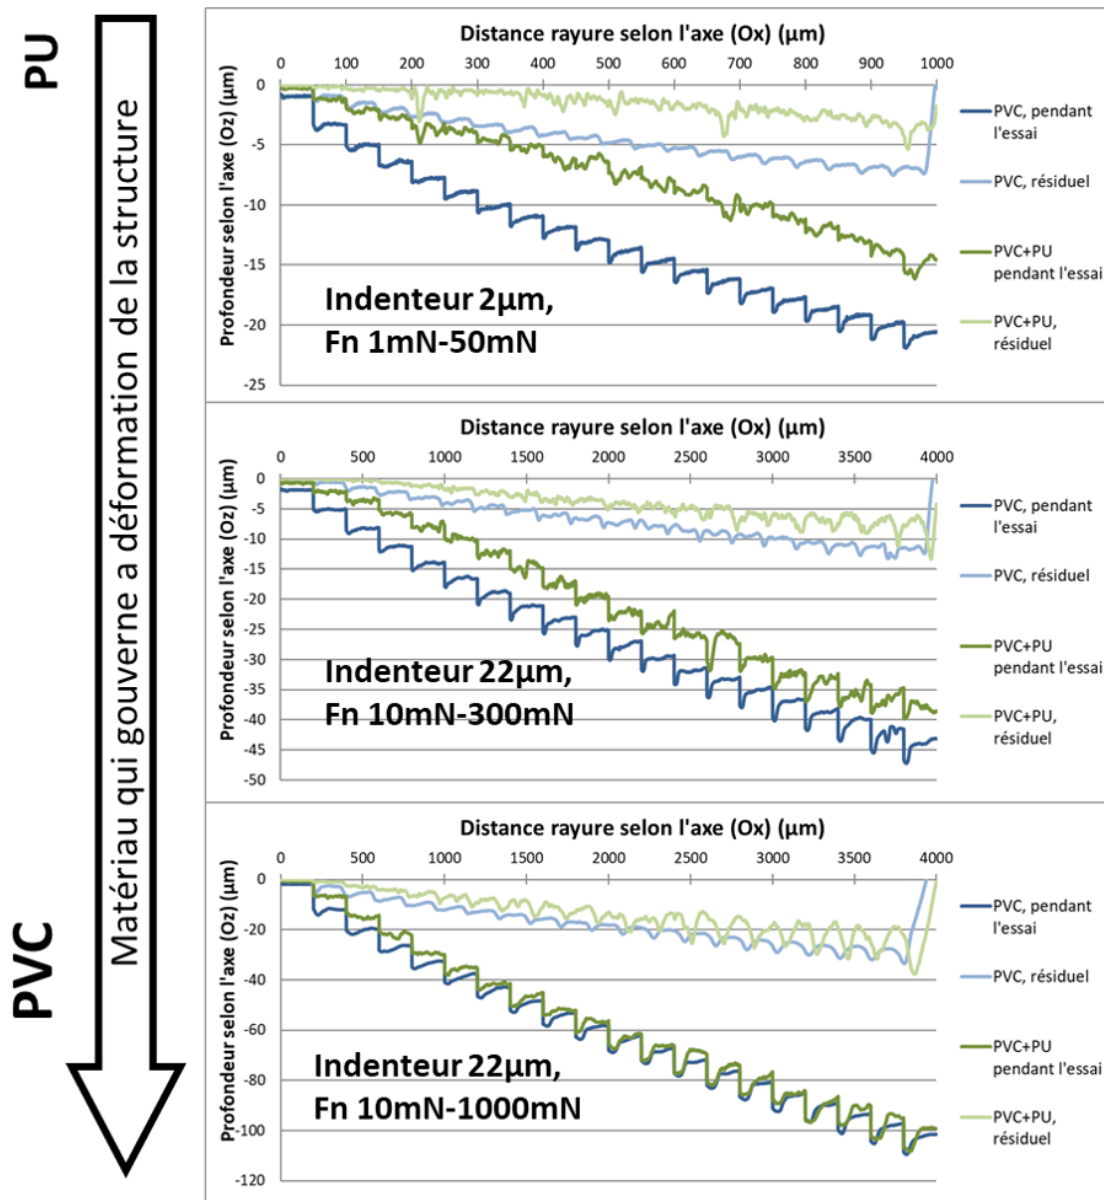 PU
Matériau qui gouverne a déformation de la structure
PVC
Distance rayure selon l'axe (Ox) (µm)
0 100 200 300 400 500 600 700 800 900 1000
Profondeur selon l'axe (Oz) (µm)
0
-5
-10
-15
-20
-25
Indenteur 2µm,
Fn 1mN-50mN
PVC, pendant
l'essai
PVC, résiduel
PVC+PU
pendant l'essai
PVC+PU,
résiduel
Distance rayure selon l'axe (Ox) (µm)
0 500 1000 1500 2000 2500 3000 3500 4000
Profondeur selon l'axe (Oz) (µm)
0
-5
-10
-15
-20
-25
-30
-35
-40
-45
-50
Indenteur 22µm,
Fn 10mN-300mN
PVC, pendant
l'essai
PVC, résiduel
PVC+PU
pendant l'essai
PVC+PU,
résiduel
Distance rayure selon l'axe (Ox) (µm)
0 500 1000 1500 2000 2500 3000 3500 4000
Profondeur selon l'axe (Oz) (µm)
0
-20
-40
-60
-80
-100
-120
Indenteur 22µm,
Fn 10mN-1000mN
PVC, pendant
l'essai
PVC, résiduel
PVC+PU
pendant l'essai
PVC+PU,
résiduel